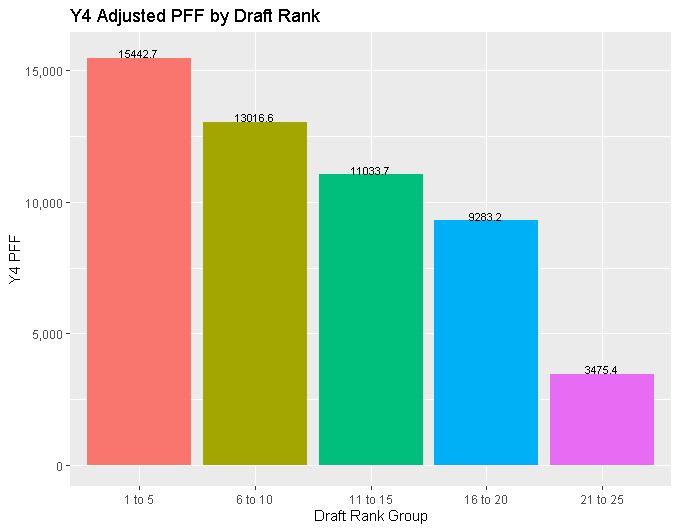 Y4 Adjusted PFF by Draft Rank
15442.7
13016.6
11033.7
9283.2
3475.4
15,000
10,000
5,000
0
Y4 PFF
1 to 5
6 to 10
11 to 15
16 to 20
21 to 25
Draft Rank Group